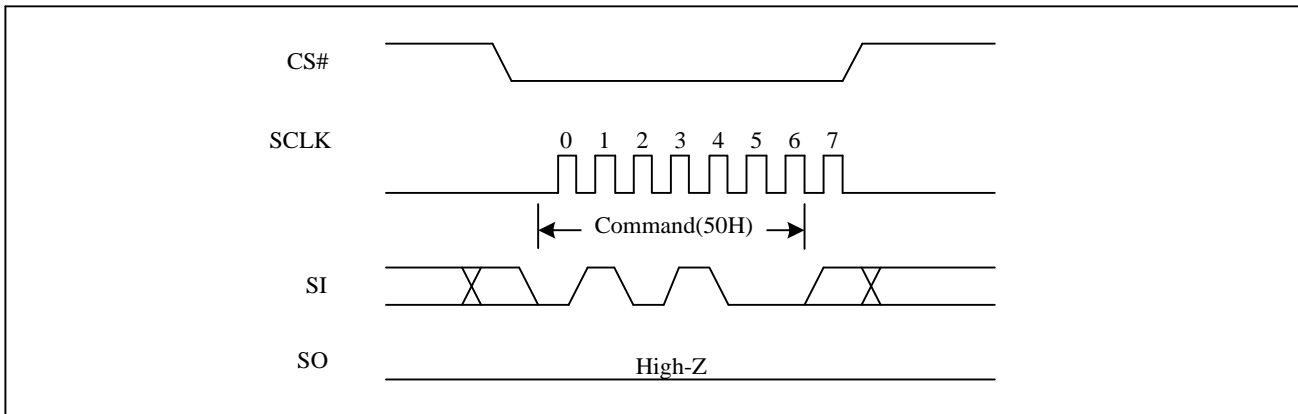 CS#
SCLK
0 1 2 3 4 5 6 7
Command(50H)
SI
SO
High-Z